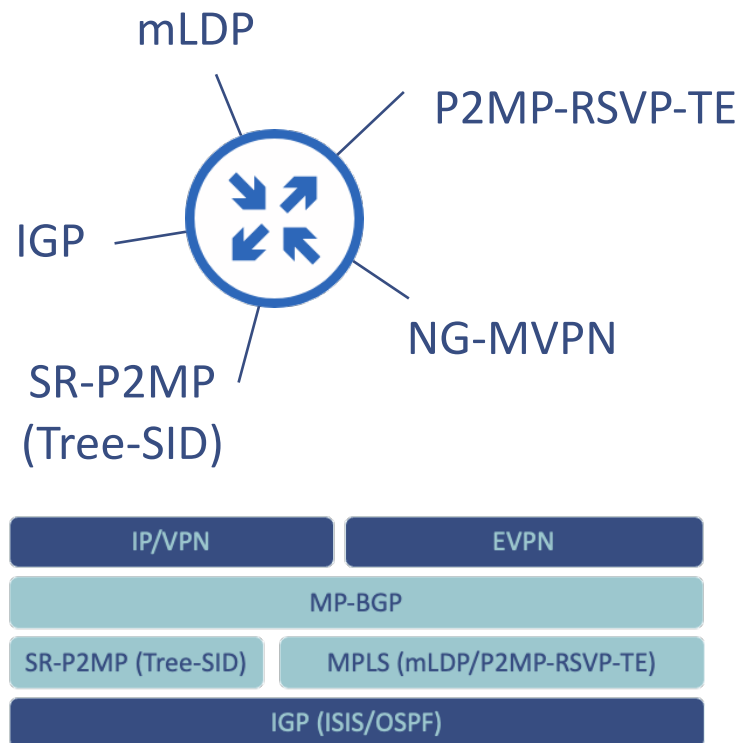 mLDP
P2MP-RSVP-TE
IGP
NG-MVPN
SR-P2MP
(Tree-SID)
IP/VPN
EVPN
MP-BGP
SR-P2MP (Tree-SID)
MPLS (mLDP/P2MP-RSVP-TE)
IGP (ISIS/OSPF)